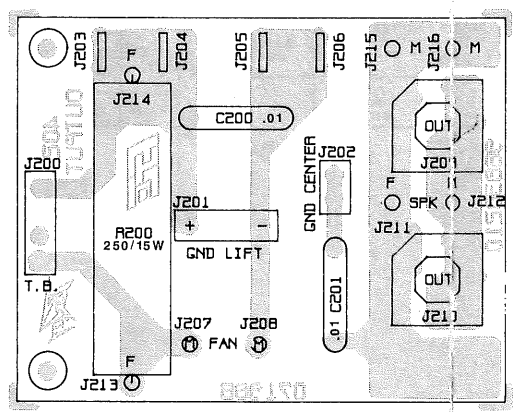 J203
J204
J205
J206
J215
M
J216
M
F
J214
C200 .01
OUT
J209
J200
J202
GND CENTER
J201
F
M
SPK
J212
J211
+
-
R200
250/15W
GND LIFT
T.B.
OUT
J210
.01 C201
J207
FAN
J208
M
M
F
J213